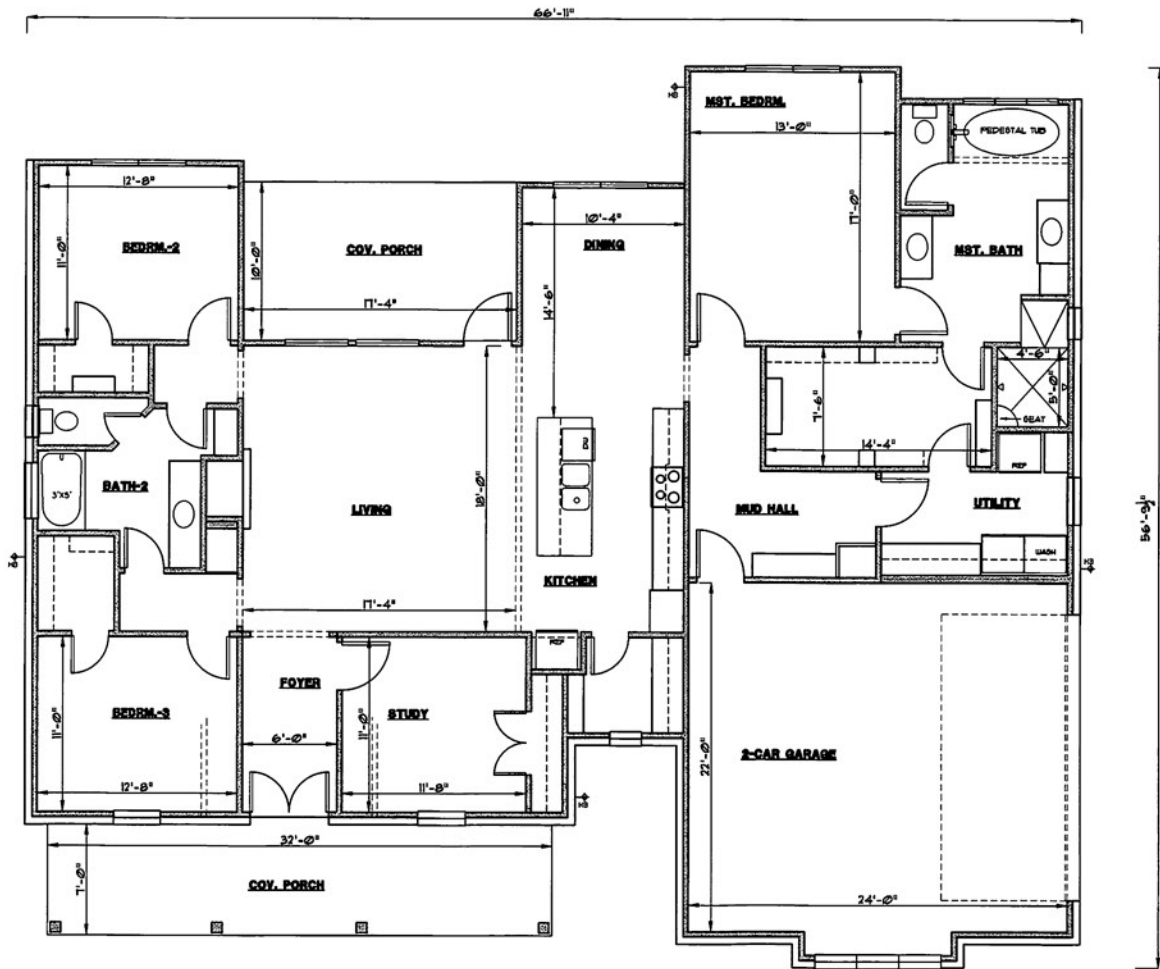 66'-11"
MST. BEDRM.
13'-0"
PEDESTAL TUB
12'-8"
10'-4"
17'-0"
BEDRM.-2
11'-0"
COV. PORCH
10'-0"
DINING
MST. BATH
17'-4"
14'-6"
4'-6"
5'-0"
SEAT
7'-6"
14'-4"
DW
REF
3'X5'
BATH-2
LIVING
18'-0"
MUD HALL
UTILITY
56'-9½"
WASH
KITCHEN
17'-4"
REF
FOYER
BEDRM.-3
11'-0"
STUDY
11'-0"
6'-0"
2-CAR GARAGE
22'-0"
12'-8"
11'-8"
32'-0"
7'-0"
COV. PORCH
24'-0"